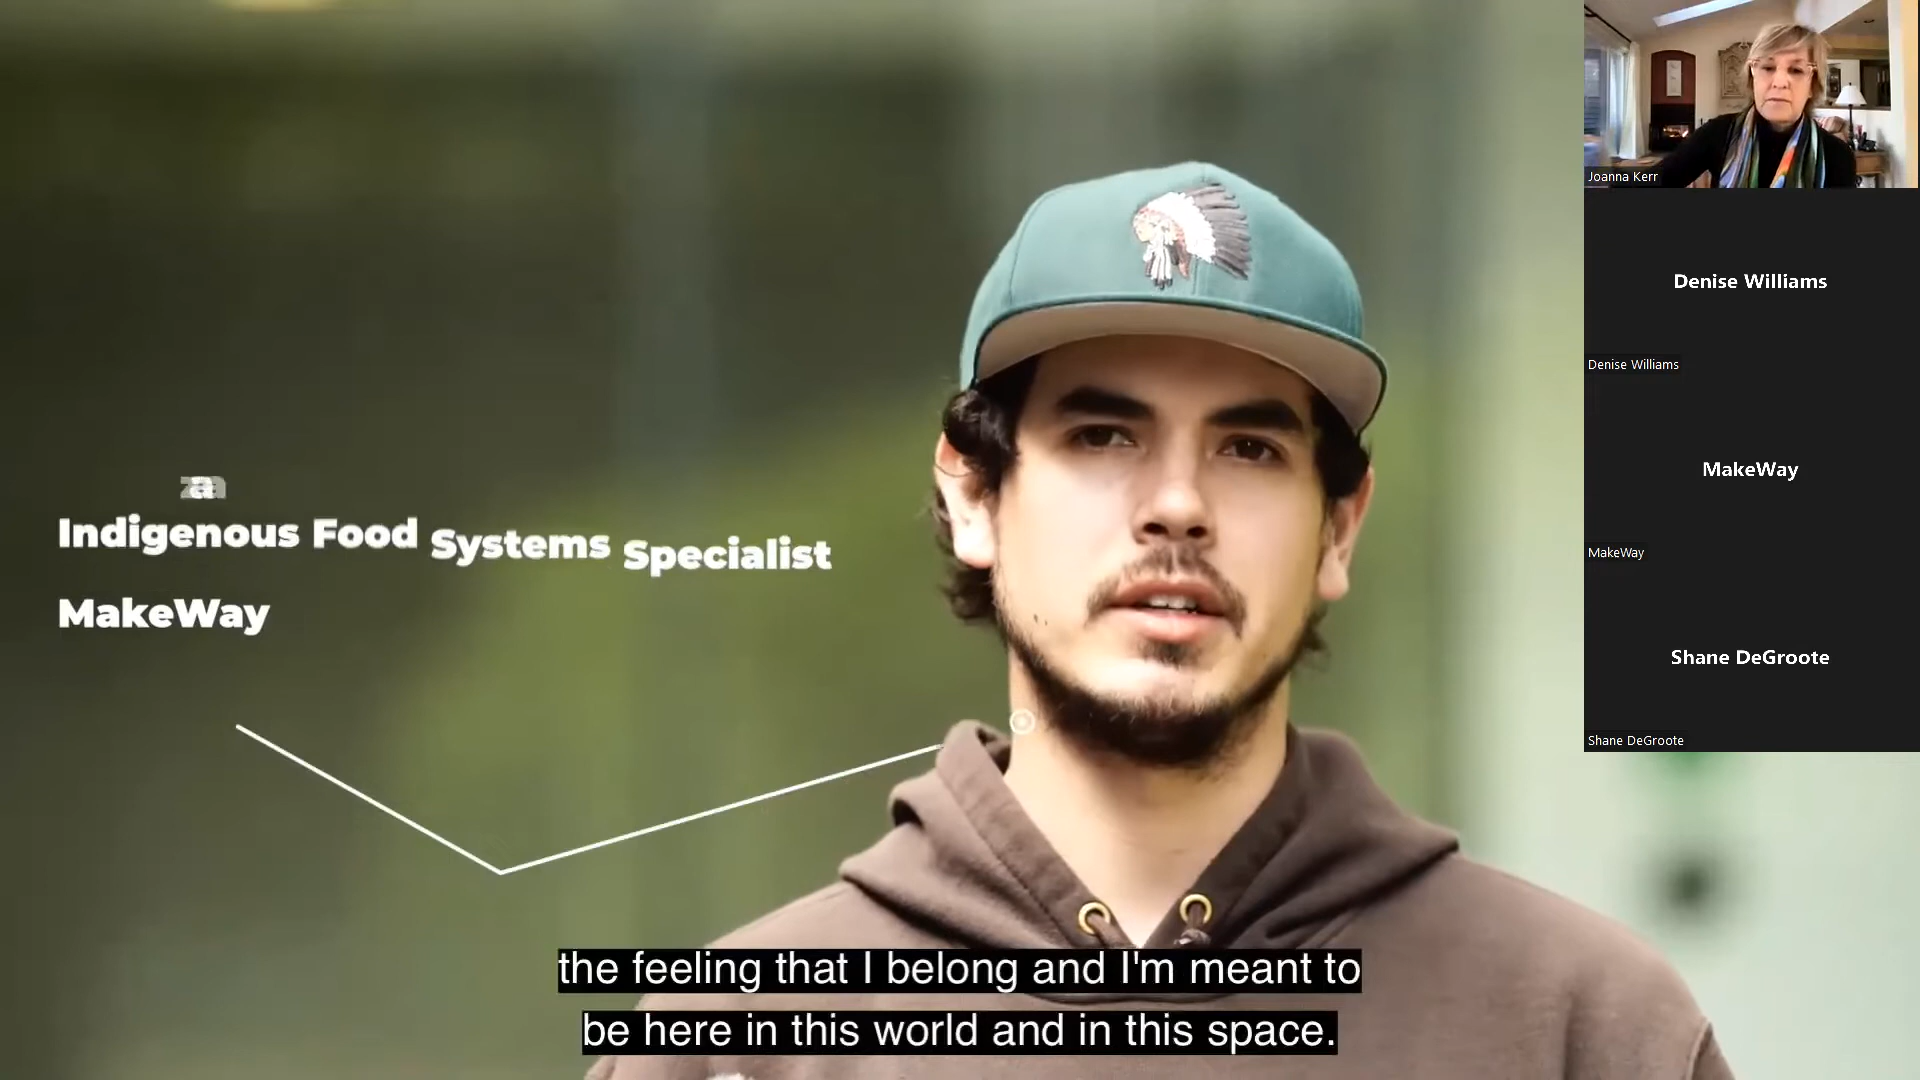 Indigenous Food Systems Specialist
MakeWay
the feeling that I belong and I'm meant to
be here in this world and in this space.
Joanna Kerr
Denise Williams
Denise Williams
MakeWay
MakeWay
Shane DeGroote
Shane DeGroote